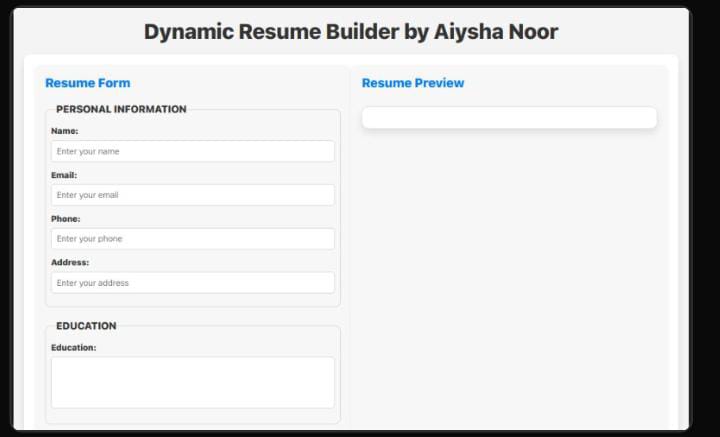 Dynamic Resume Builder by Aiysha Noor
Resume Form
PERSONAL INFORMATION
Name:
Enter your name
Email:
Enter your email
Phone:
Enter your phone
Address:
Enter your address
EDUCATION
Education:
Resume Preview